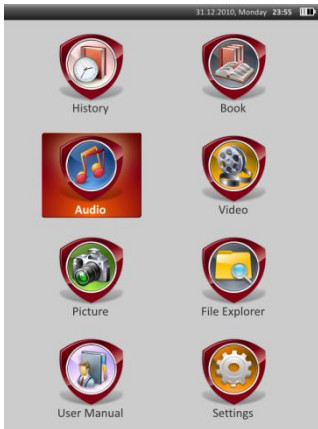 31.12.2010, Monday 23:55
History Book
Audio Video
Picture File Explorer
User Manual Settings